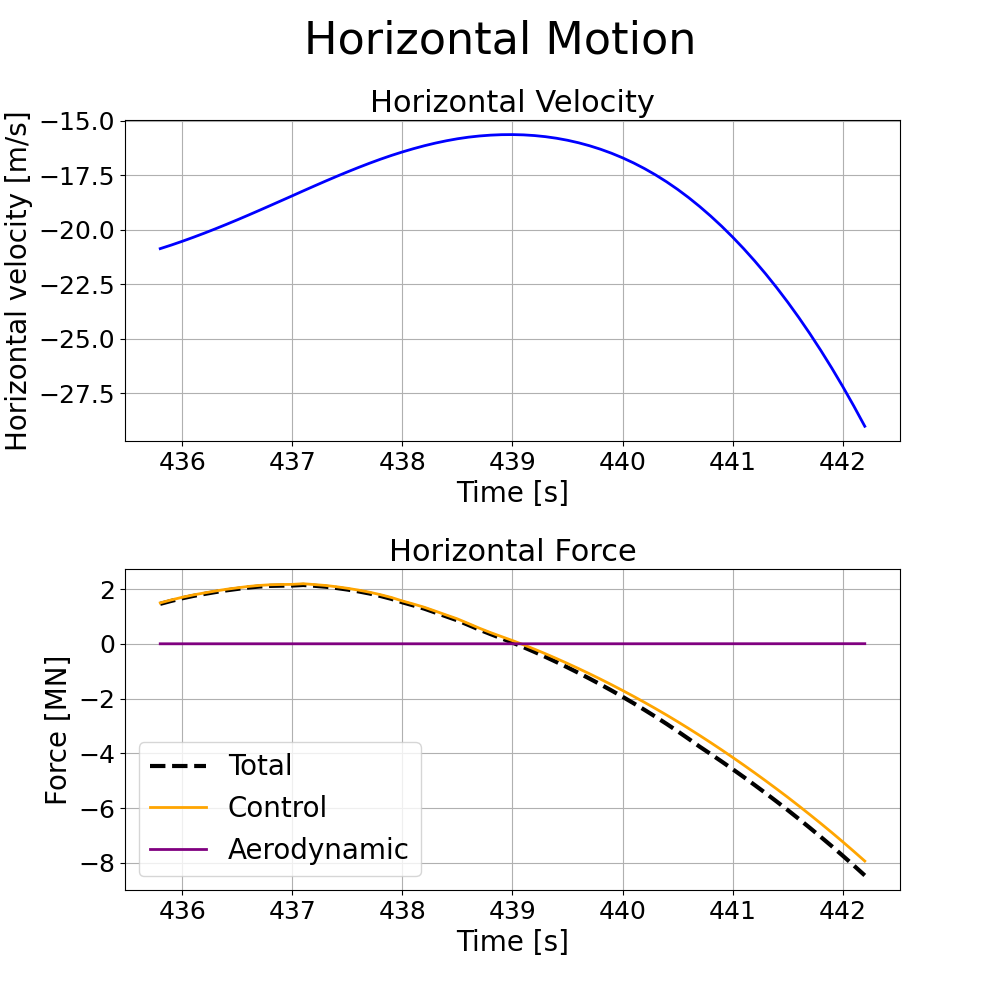 Horizontal Motion
Horizontal Velocity
Horizontal velocity [m/s]
−15.0
−17.5
−20.0
−22.5
−25.0
−27.5
436 437 438 439 440 441 442
Time [s]
Horizontal Force
Force [MN]
2
0
−2
−4
−6
−8
Total
Control
Aerodynamic
436 437 438 439 440 441 442
Time [s]